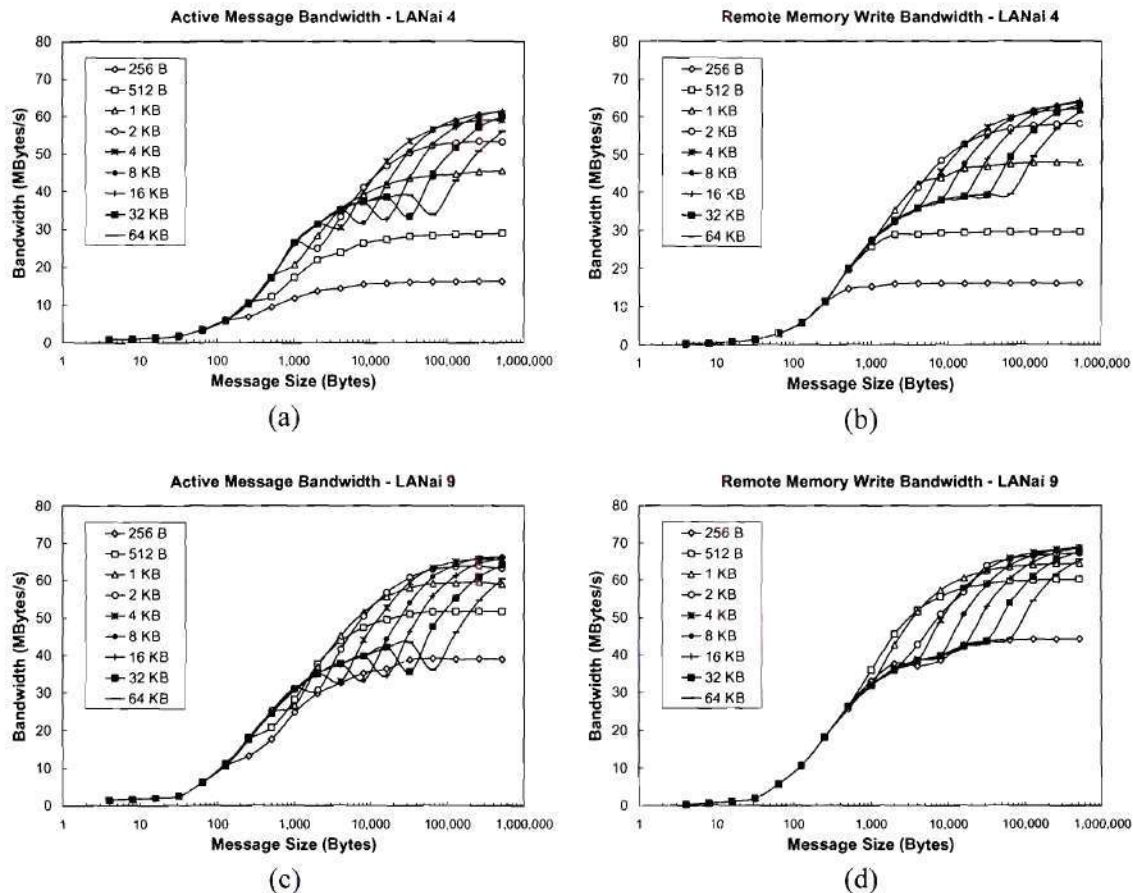 Active Message Bandwidth - LANai 4
80
70
60
50
40
30
20
10
0
Bandwidth (MBytes/s)
256 B
512 B
1 KB
2 KB
4 KB
8 KB
16 KB
32 KB
64 KB
1 10 100 1,000 10,000 100,000 1,000,000
Message Size (Bytes)
(a)
Remote Memory Write Bandwidth - LANai 4
80
70
60
50
40
30
20
10
0
Bandwidth (MBytes/s)
256 B
512 B
1 KB
2 KB
4 KB
8 KB
16 KB
32 KB
64 KB
1 10 100 1,000 10,000 100,000 1,000,000
Message Size (Bytes)
(b)
Active Message Bandwidth - LANai 9
80
70
60
50
40
30
20
10
0
Bandwidth (MBytes/s)
256 B
512 B
1 KB
2 KB
4 KB
8 KB
16 KB
32 KB
64 KB
1 10 100 1,000 10,000 100,000 1,000,000
Message Size (Bytes)
(c)
Remote Memory Write Bandwidth - LANai 9
80
70
60
50
40
30
20
10
0
Bandwidth (MBytes/s)
256 B
512 B
1 KB
2 KB
4 KB
8 KB
16 KB
32 KB
64 KB
1 10 100 1,000 10,000 100,000 1,000,000
Message Size (Bytes)
(d)